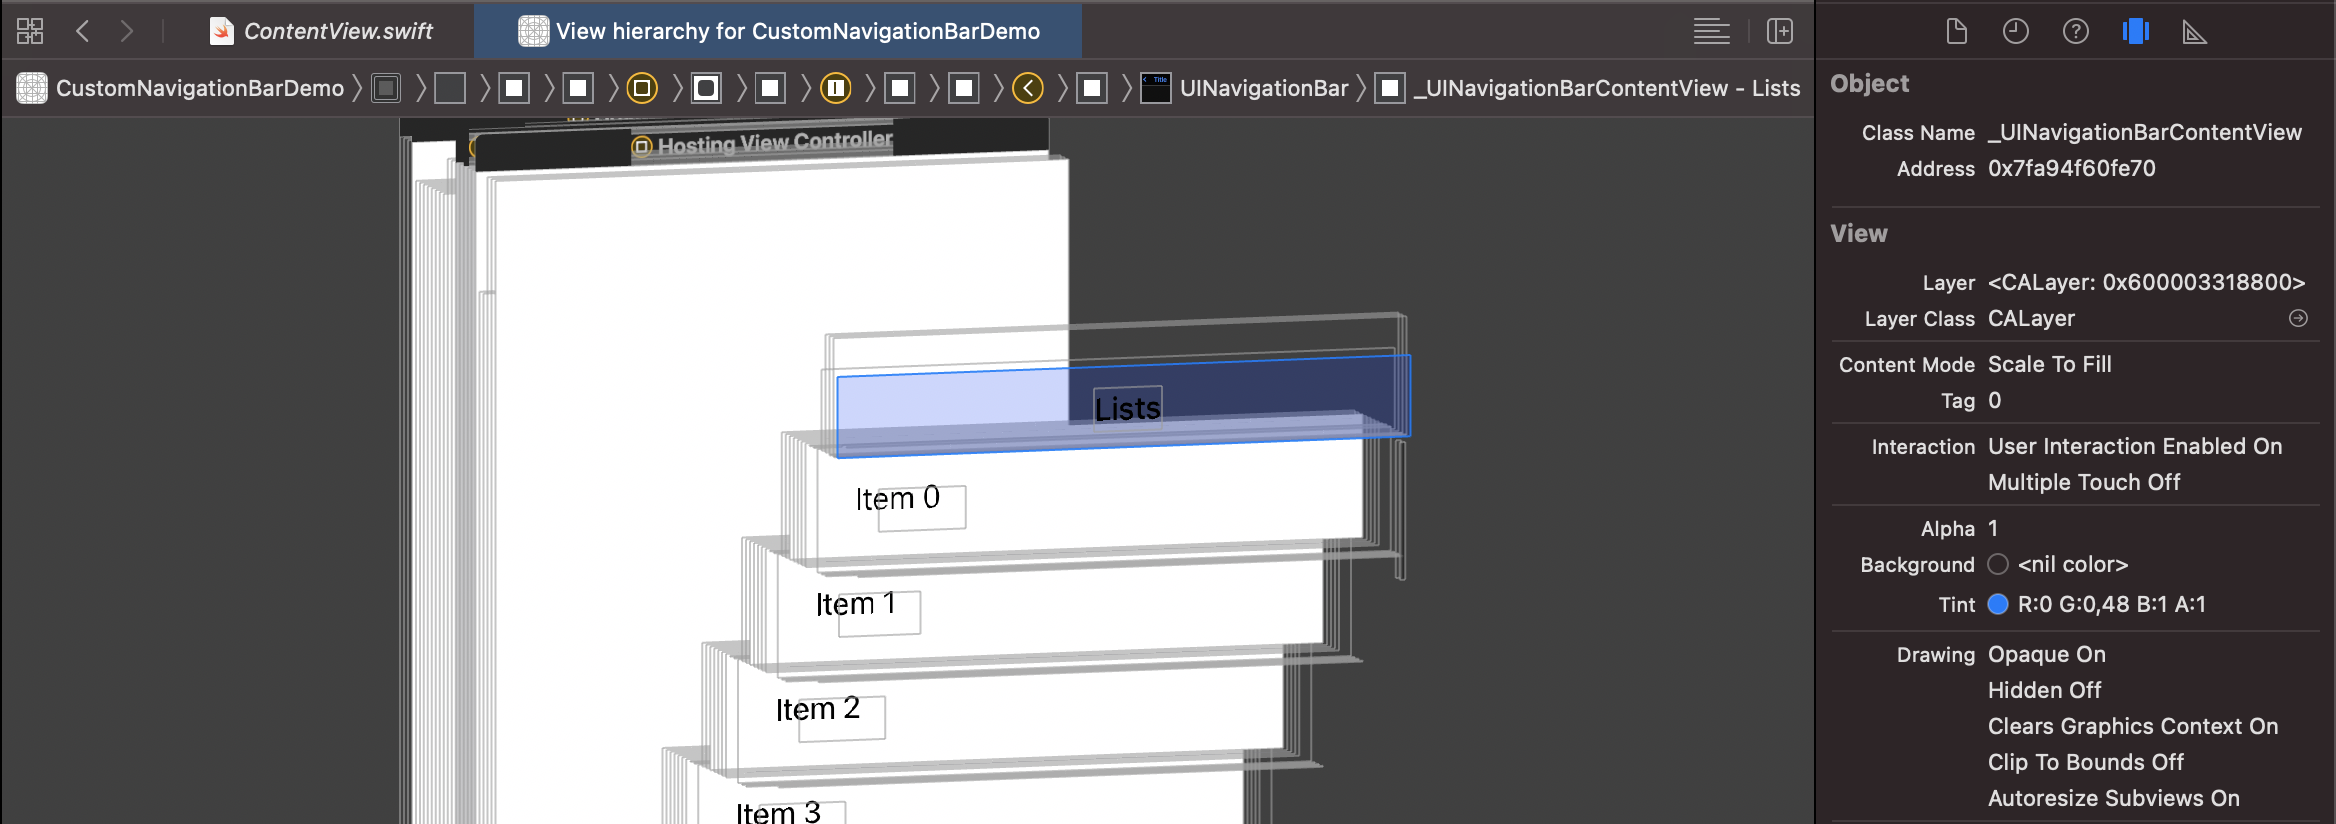 ContentView.swift
View hierarchy for CustomNavigationBarDemo
CustomNavigationBarDemo
Title
UINavigationBar
_UINavigationBarContentView - Lists
Hosting View Controller
Lists
Item 0
Item 1
Item 2
Item 3
Object
Class Name _UINavigationBarContentView
Address 0x7fa94f60fe70
View
Layer <CALayer: 0x600003318800>
Layer Class CALayer
Content Mode Scale To Fill
Tag 0
Interaction User Interaction Enabled On
Multiple Touch Off
Alpha 1
Background <nil color>
Tint R:0 G:0,48 B:1 A:1
Drawing Opaque On
Hidden Off
Clears Graphics Context On
Clip To Bounds Off
Autoresize Subviews On